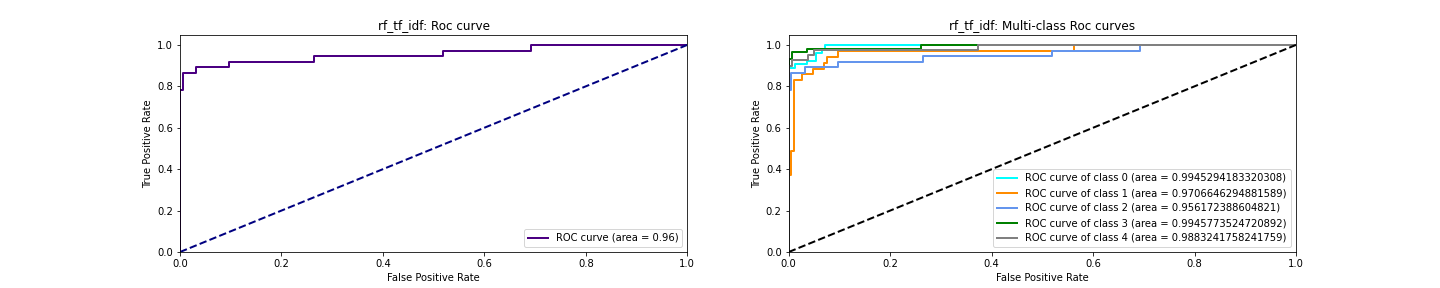 rf_tf_idf: Roc curve
1.0
0.8
0.6
0.4
0.2
0.0
True Positive Rate
0.0 0.2 0.4 0.6 0.8 1.0
False Positive Rate
ROC curve (area = 0.96)
rf_tf_idf: Multi-class Roc curves
1.0
0.8
0.6
0.4
0.2
0.0
True Positive Rate
0.0 0.2 0.4 0.6 0.8 1.0
False Positive Rate
ROC curve of class 0 (area = 0.9945294183320308)
ROC curve of class 1 (area = 0.9706646294881589)
ROC curve of class 2 (area = 0.956172388604821)
ROC curve of class 3 (area = 0.9945773524720892)
ROC curve of class 4 (area = 0.9883241758241759)